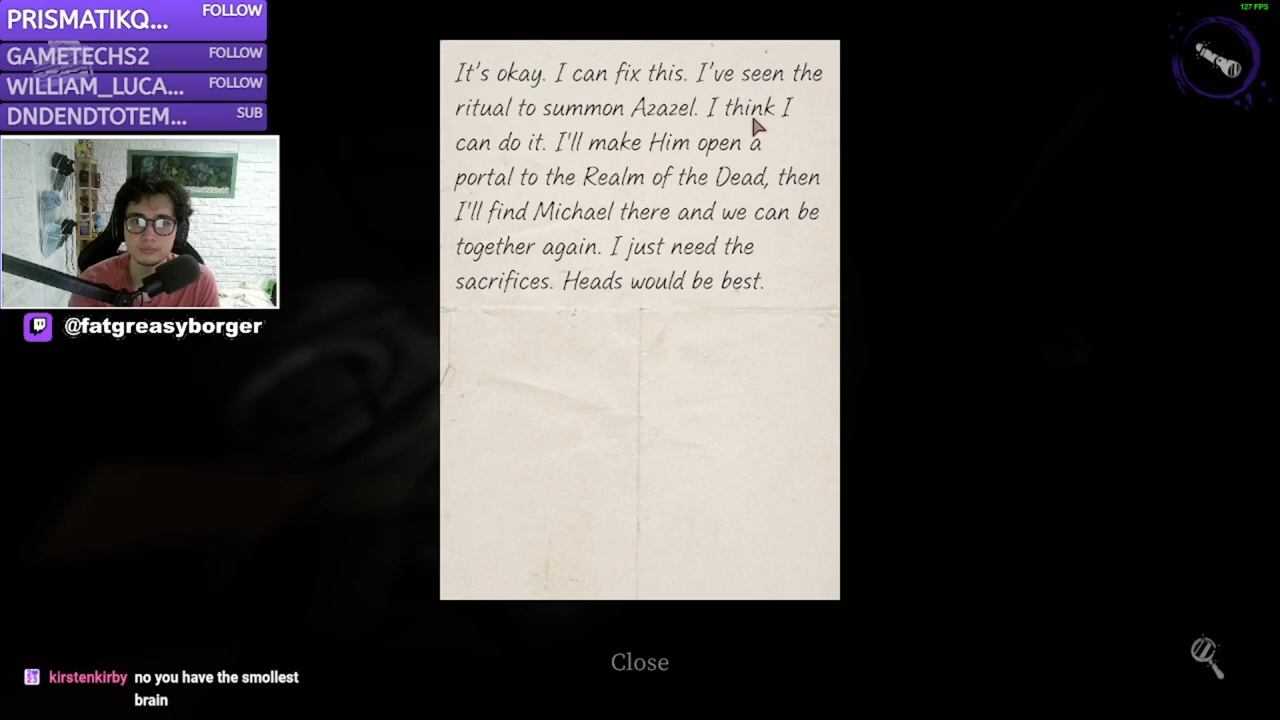 PRISMATIKQ... FOLLOW
GAMETECHS2 FOLLOW
WILLIAM_LUCA... FOLLOW
DNDENDTOTEM... SUB
@fatgreasyborger
127 FPS
It's okay. I can fix this. I've seen the
ritual to summon Azazel. I think I
can do it. I'll make Him open a
portal to the Realm of the Dead, then
I'll find Michael there and we can be
together again. I just need the
sacrifices. Heads would be best.
Close
kirstenkirby no you have the smollest
brain